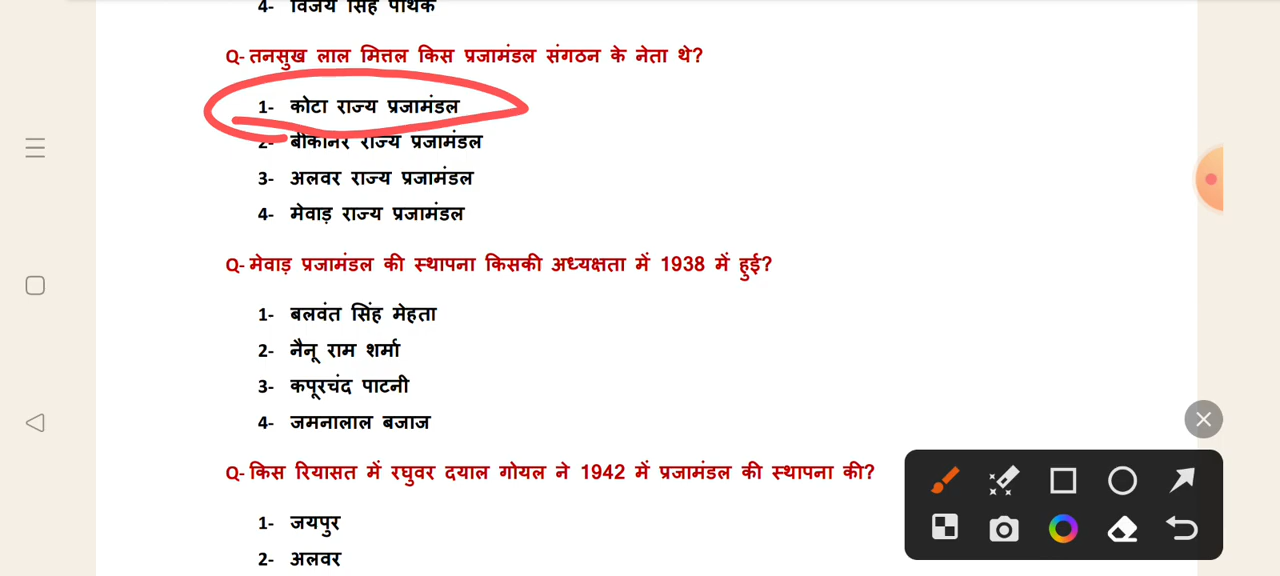 4- विजय सिंह पथिक
Q- तनसुख लाल मित्तल किस प्रजामंडल संगठन के नेता थे?
1- कोटा राज्य प्रजामंडल
2- बीकानेर राज्य प्रजामंडल
3- अलवर राज्य प्रजामंडल
4- मेवाड़ राज्य प्रजामंडल
Q- मेवाड़ प्रजामंडल की स्थापना किसकी अध्यक्षता में 1938 में हुई?
1- बलवंत सिंह मेहता
2- नैनू राम शर्मा
3- कपूरचंद पाटनी
4- जमनालाल बजाज
Q- किस रियासत में रघुवर दयाल गोयल ने 1942 में प्रजामंडल की स्थापना की?
1- जयपुर
2- अलवर